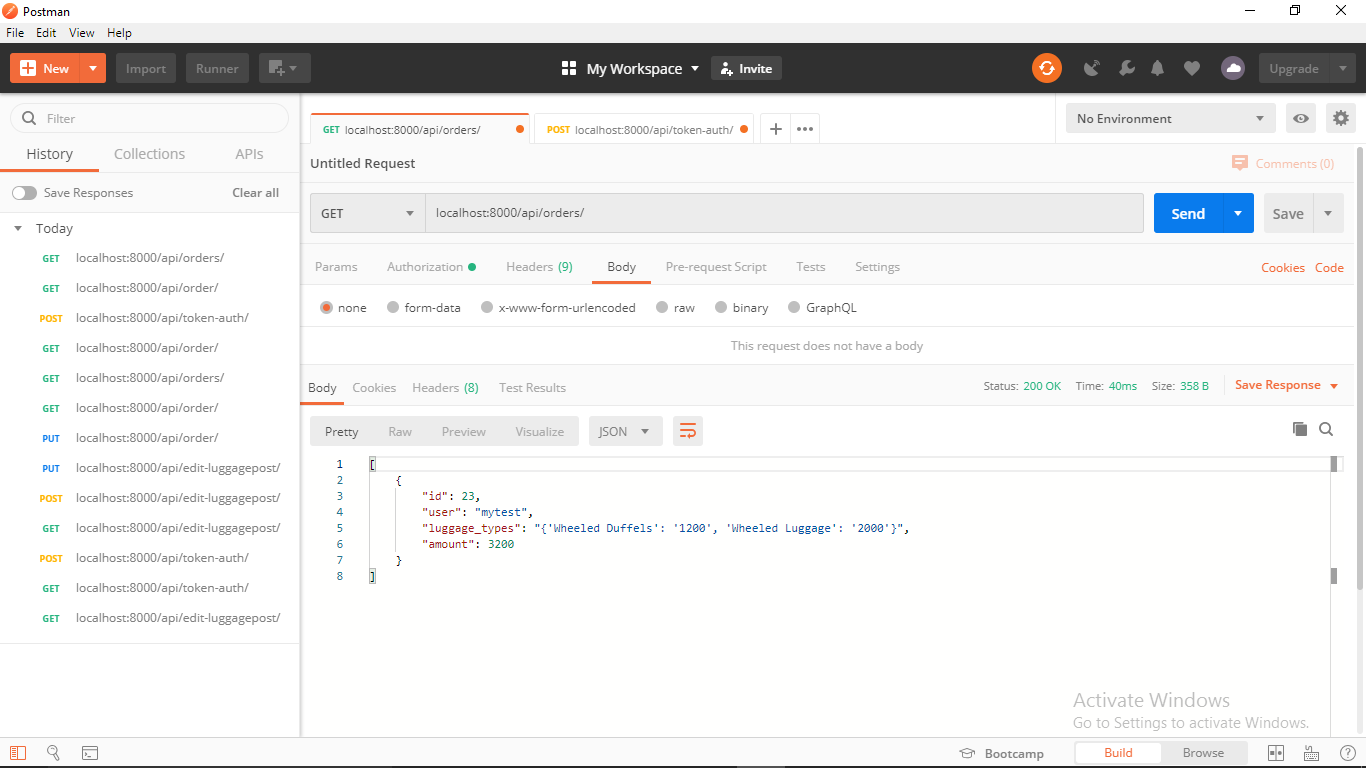 Postman
File Edit View Help
New Import Runner My Workspace Invite Upgrade
Filter
History Collections APIs
Save Responses Clear all
Today
GET localhost:8000/api/orders/
GET localhost:8000/api/order/
POST localhost:8000/api/token-auth/
GET localhost:8000/api/order/
GET localhost:8000/api/orders/
GET localhost:8000/api/order/
PUT localhost:8000/api/order/
PUT localhost:8000/api/edit-luggagepost/
POST localhost:8000/api/edit-luggagepost/
GET localhost:8000/api/edit-luggagepost/
POST localhost:8000/api/token-auth/
GET localhost:8000/api/token-auth/
GET localhost:8000/api/edit-luggagepost/
GET localhost:8000/api/orders/ POST localhost:8000/api/token-auth/ No Environment
Untitled Request Comments (0)
GET localhost:8000/api/orders/ Send Save
Params Authorization Headers (9) Body Pre-request Script Tests Settings Cookies Code
none form-data x-www-form-urlencoded raw binary GraphQL
This request does not have a body
Body Cookies Headers (8) Test Results Status: 200 OK Time: 40ms Size: 358 B Save Response
Pretty Raw Preview Visualize JSON
1 [
2 {
3 "id": 23,
4 "user": "mytest",
5 "luggage_types": "{'Wheeled Duffels': '1200', 'Wheeled Luggage': '2000'}",
6 "amount": 3200
7 }
8 ]
Activate Windows
Go to Settings to activate Windows.
Bootcamp Build Browse